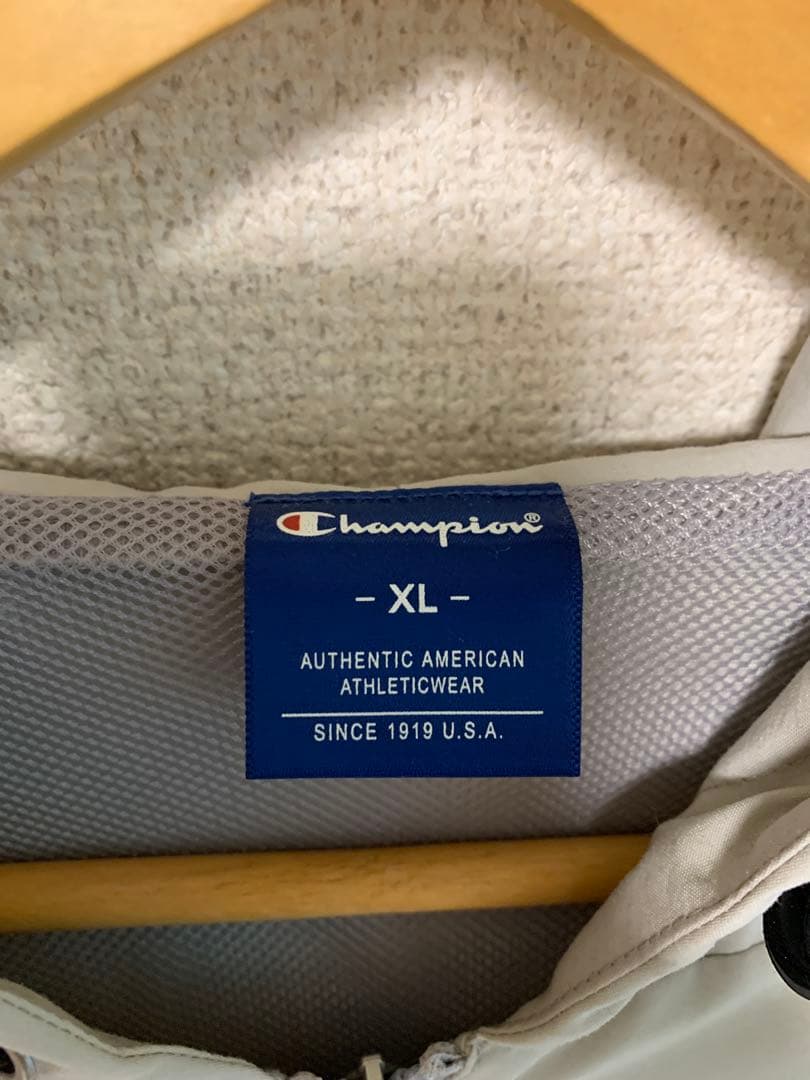 Champion®
- XL -
AUTHENTIC AMERICAN
ATHLETICWEAR
SINCE 1919 U.S.A.